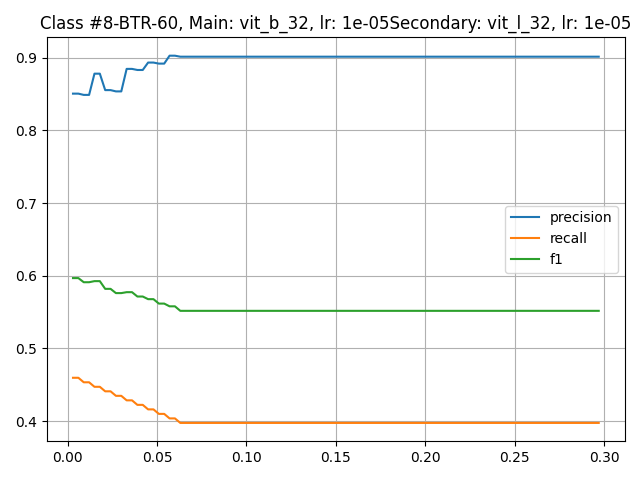 Class #8-BTR-60, Main: vit_b_32, lr: 1e-05Secondary: vit_l_32, lr: 1e-05
0.9
0.8
0.7
0.6
0.5
0.4
precision
recall
f1
0.00 0.05 0.10 0.15 0.20 0.25 0.30